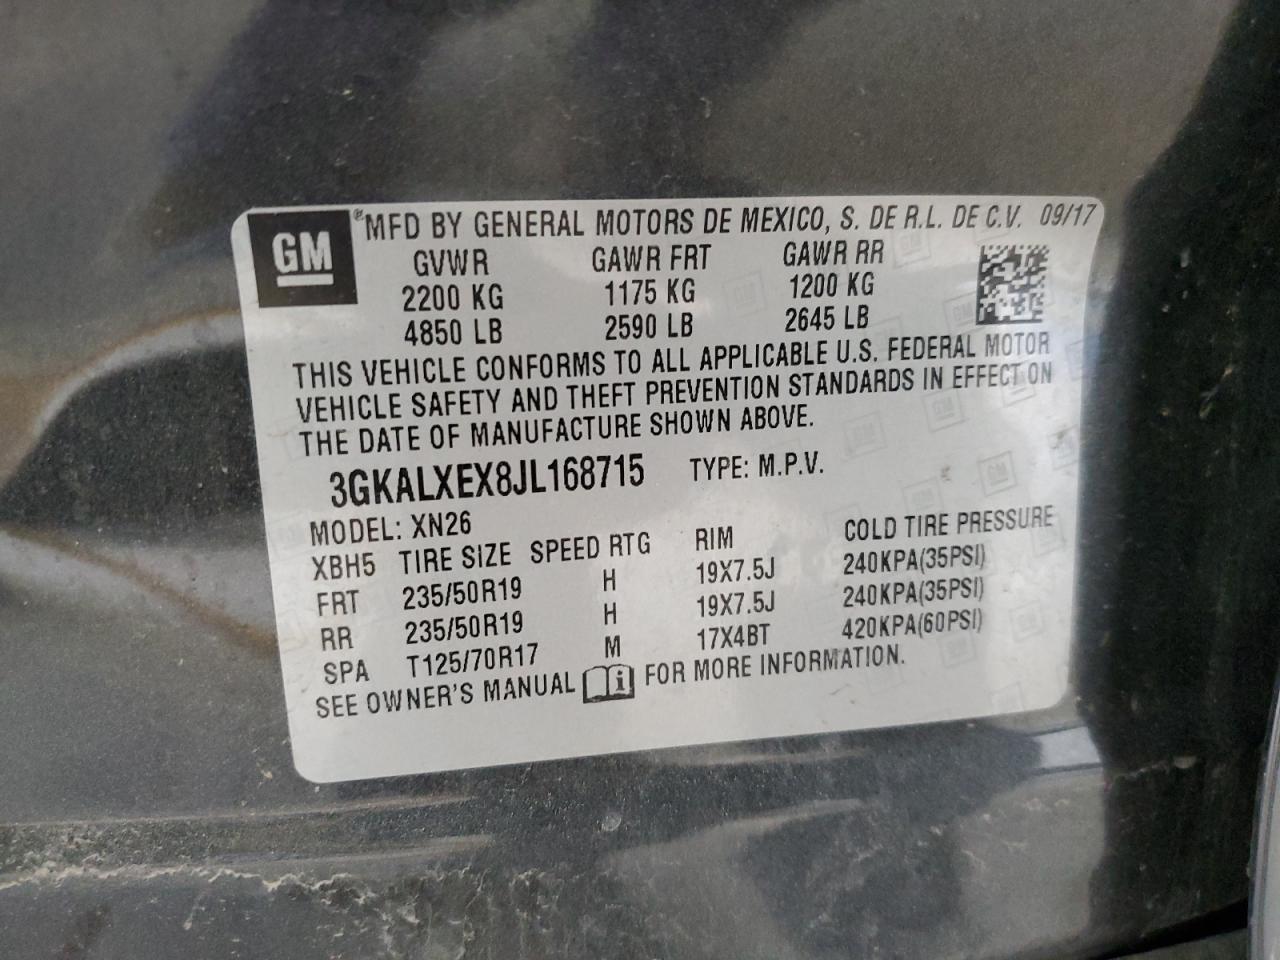 GM ®MFD BY GENERAL MOTORS DE MEXICO, S. DE R.L. DE C.V. 09/17
GVWR GAWR FRT GAWR RR
2200 KG 1175 KG 1200 KG
4850 LB 2590 LB 2645 LB
THIS VEHICLE CONFORMS TO ALL APPLICABLE U.S. FEDERAL MOTOR
VEHICLE SAFETY AND THEFT PREVENTION STANDARDS IN EFFECT ON
THE DATE OF MANUFACTURE SHOWN ABOVE.
3GKALXEX8JL168715 TYPE: M.P.V.
MODEL: XN26
XBH5 TIRE SIZE SPEED RTG RIM COLD TIRE PRESSURE
FRT 235/50R19 H 19X7.5J 240KPA(35PSI)
RR 235/50R19 H 19X7.5J 240KPA(35PSI)
SPA T125/70R17 M 17X4BT 420KPA(60PSI)
SEE OWNER'S MANUAL i FOR MORE INFORMATION.